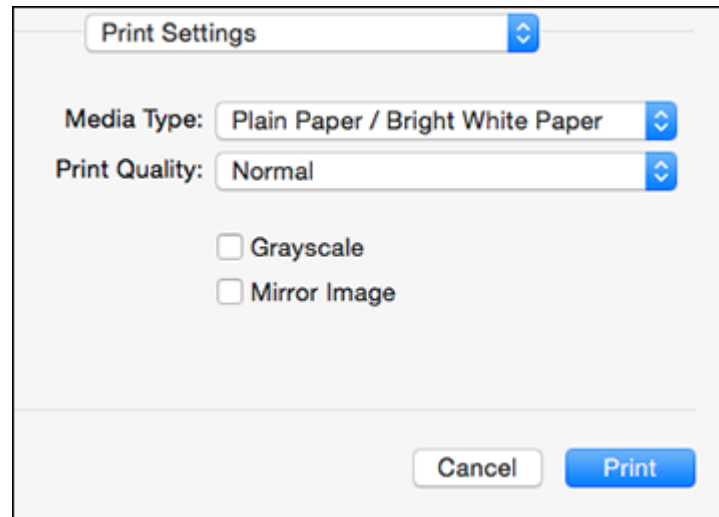 Print Settings
Media Type: Plain Paper / Bright White Paper
Print Quality: Normal
Grayscale
Mirror Image
Cancel Print